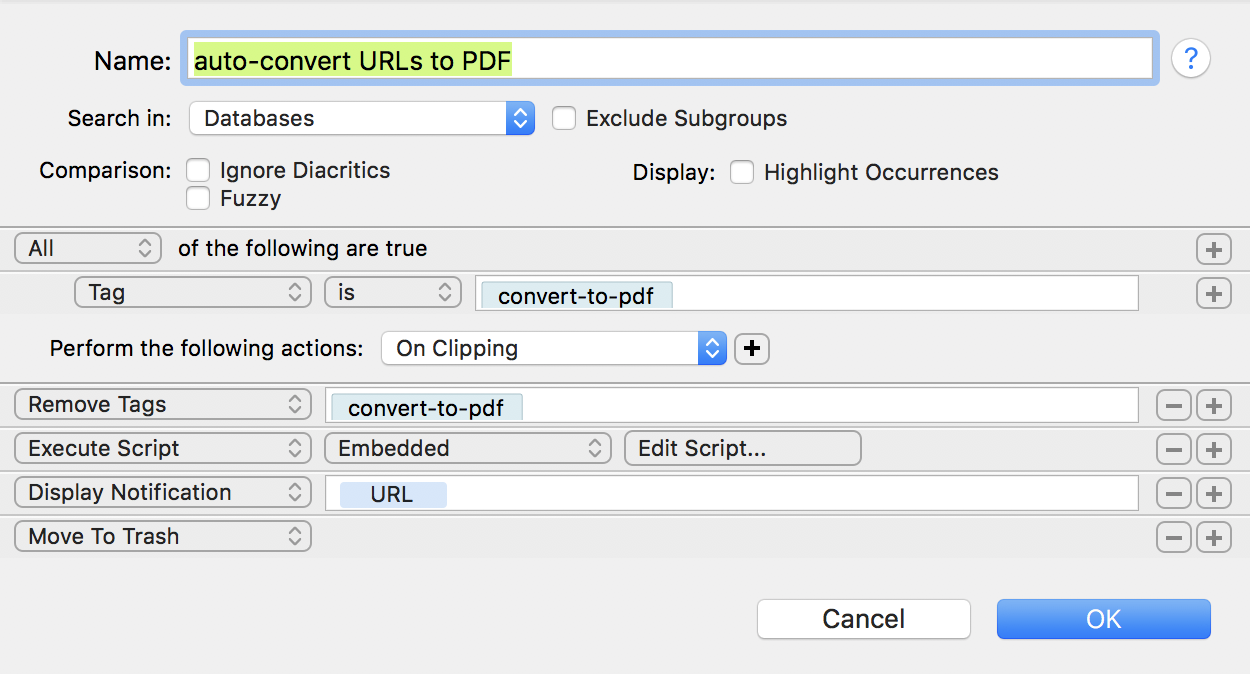 Name: auto-convert URLs to PDF ?
Search in: Databases Exclude Subgroups
Comparison: Ignore Diacritics Display: Highlight Occurrences
Fuzzy
All of the following are true +
Tag is convert-to-pdf +
Perform the following actions: On Clipping +
Remove Tags convert-to-pdf − +
Execute Script Embedded Edit Script... − +
Display Notification URL − +
Move To Trash − +
Cancel OK